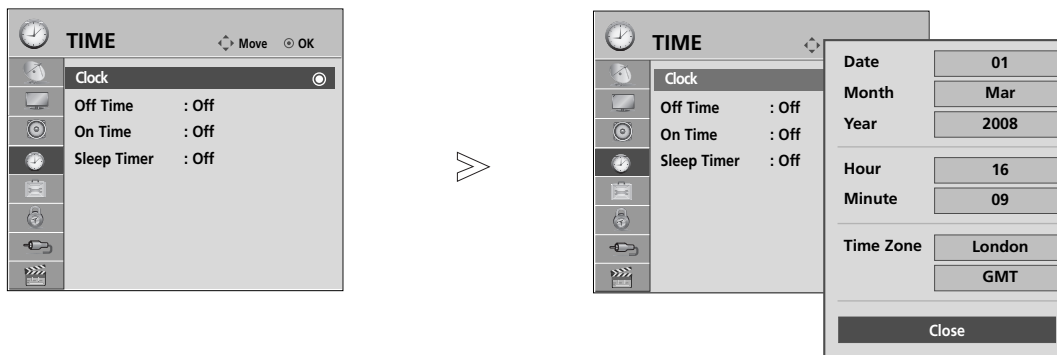 TIME Move OK
Clock
Off Time : Off
On Time : Off
Sleep Timer : Off
TIME
Clock
Off Time : Off
On Time : Off
Sleep Timer : Off
Date 01
Month Mar
Year 2008
Hour 16
Minute 09
Time Zone London
GMT
Close